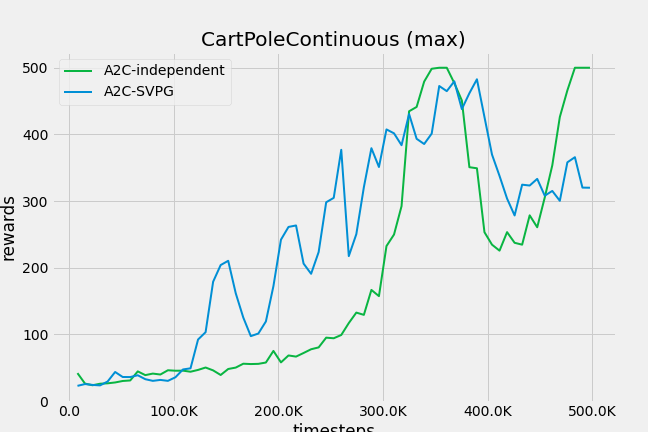 CartPoleContinuous (max)
A2C-independent
A2C-SVPG
500
400
300
200
100
0
rewards
0.0 100.0K 200.0K 300.0K 400.0K 500.0K
timesteps